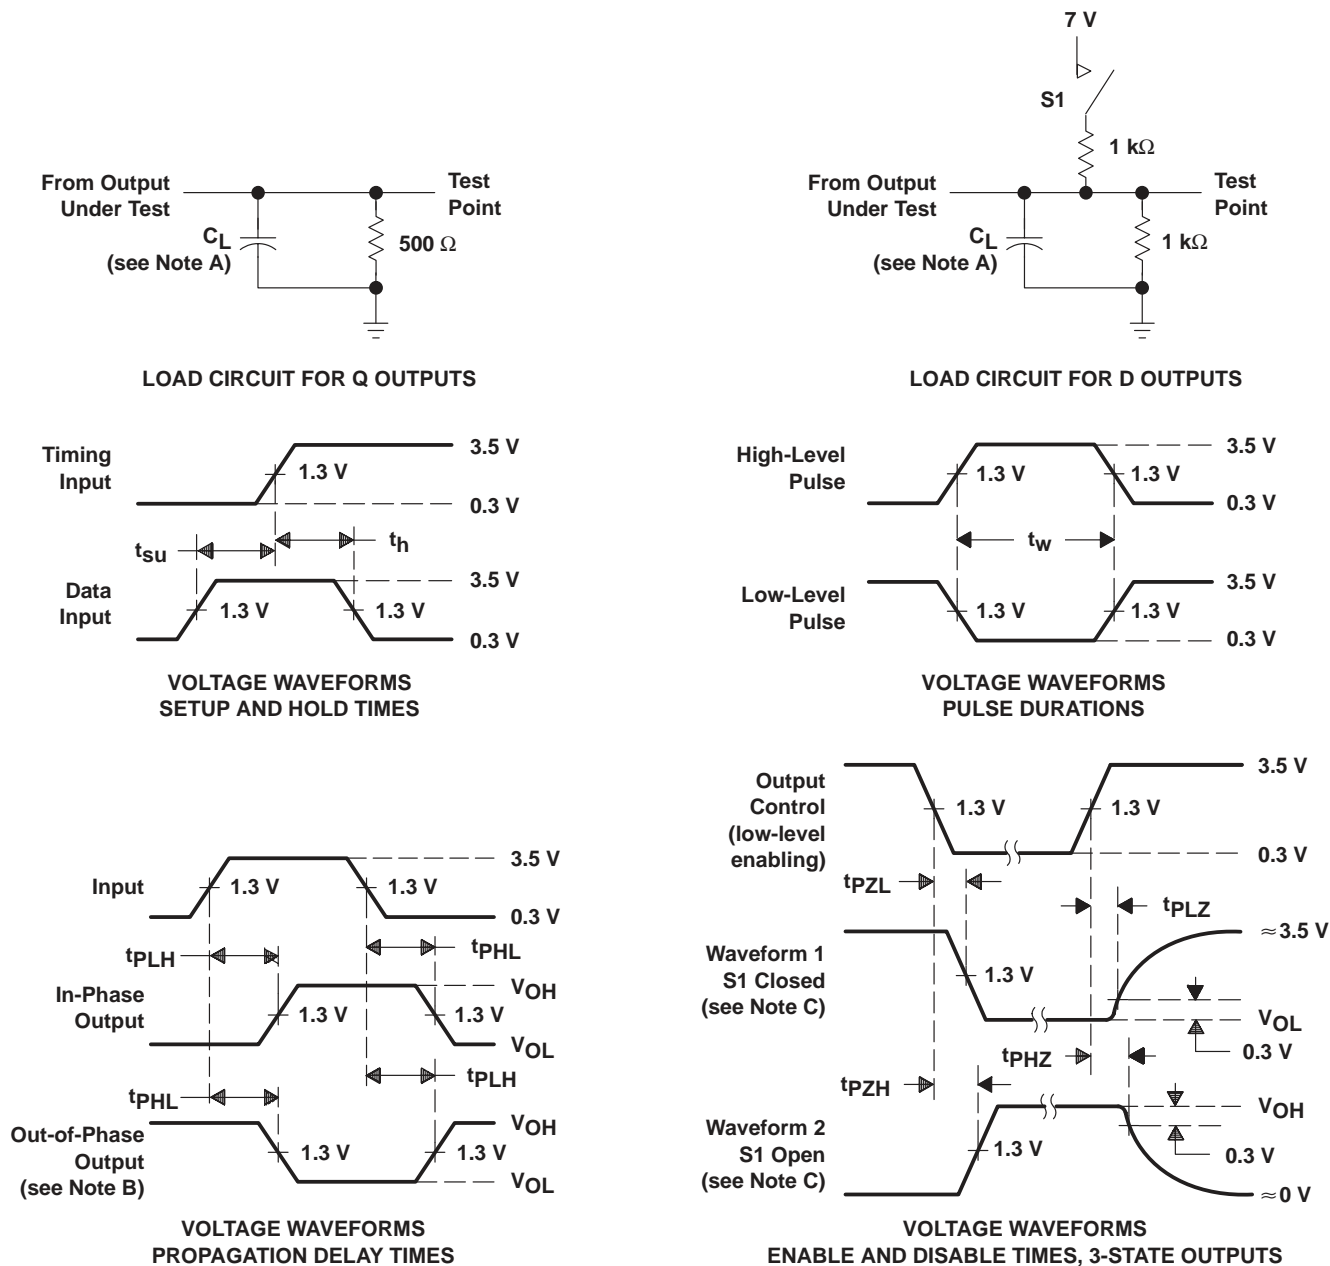 7 V
S1
1 kΩ
From Output
Under Test
Test
Point
CL
(see Note A)
500 Ω
From Output
Under Test
Test
Point
CL
(see Note A)
1 kΩ
LOAD CIRCUIT FOR Q OUTPUTS
LOAD CIRCUIT FOR D OUTPUTS
Timing
Input
3.5 V
1.3 V
0.3 V
tsu
th
Data
Input
3.5 V
1.3 V
1.3 V
0.3 V
VOLTAGE WAVEFORMS
SETUP AND HOLD TIMES
High-Level
Pulse
3.5 V
1.3 V
1.3 V
0.3 V
tw
Low-Level
Pulse
3.5 V
1.3 V
1.3 V
0.3 V
VOLTAGE WAVEFORMS
PULSE DURATIONS
Input
3.5 V
1.3 V
1.3 V
0.3 V
tPLH
tPHL
In-Phase
Output
VOH
1.3 V
1.3 V
VOL
tPHL
tPLH
Out-of-Phase
Output
(see Note B)
VOH
1.3 V
1.3 V
VOL
VOLTAGE WAVEFORMS
PROPAGATION DELAY TIMES
Output
Control
(low-level
enabling)
3.5 V
1.3 V
1.3 V
0.3 V
tPZL
tPLZ
Waveform 1
S1 Closed
(see Note C)
≈3.5 V
1.3 V
VOL
0.3 V
tPHZ
tPZH
Waveform 2
S1 Open
(see Note C)
VOH
1.3 V
0.3 V
≈0 V
VOLTAGE WAVEFORMS
ENABLE AND DISABLE TIMES, 3-STATE OUTPUTS